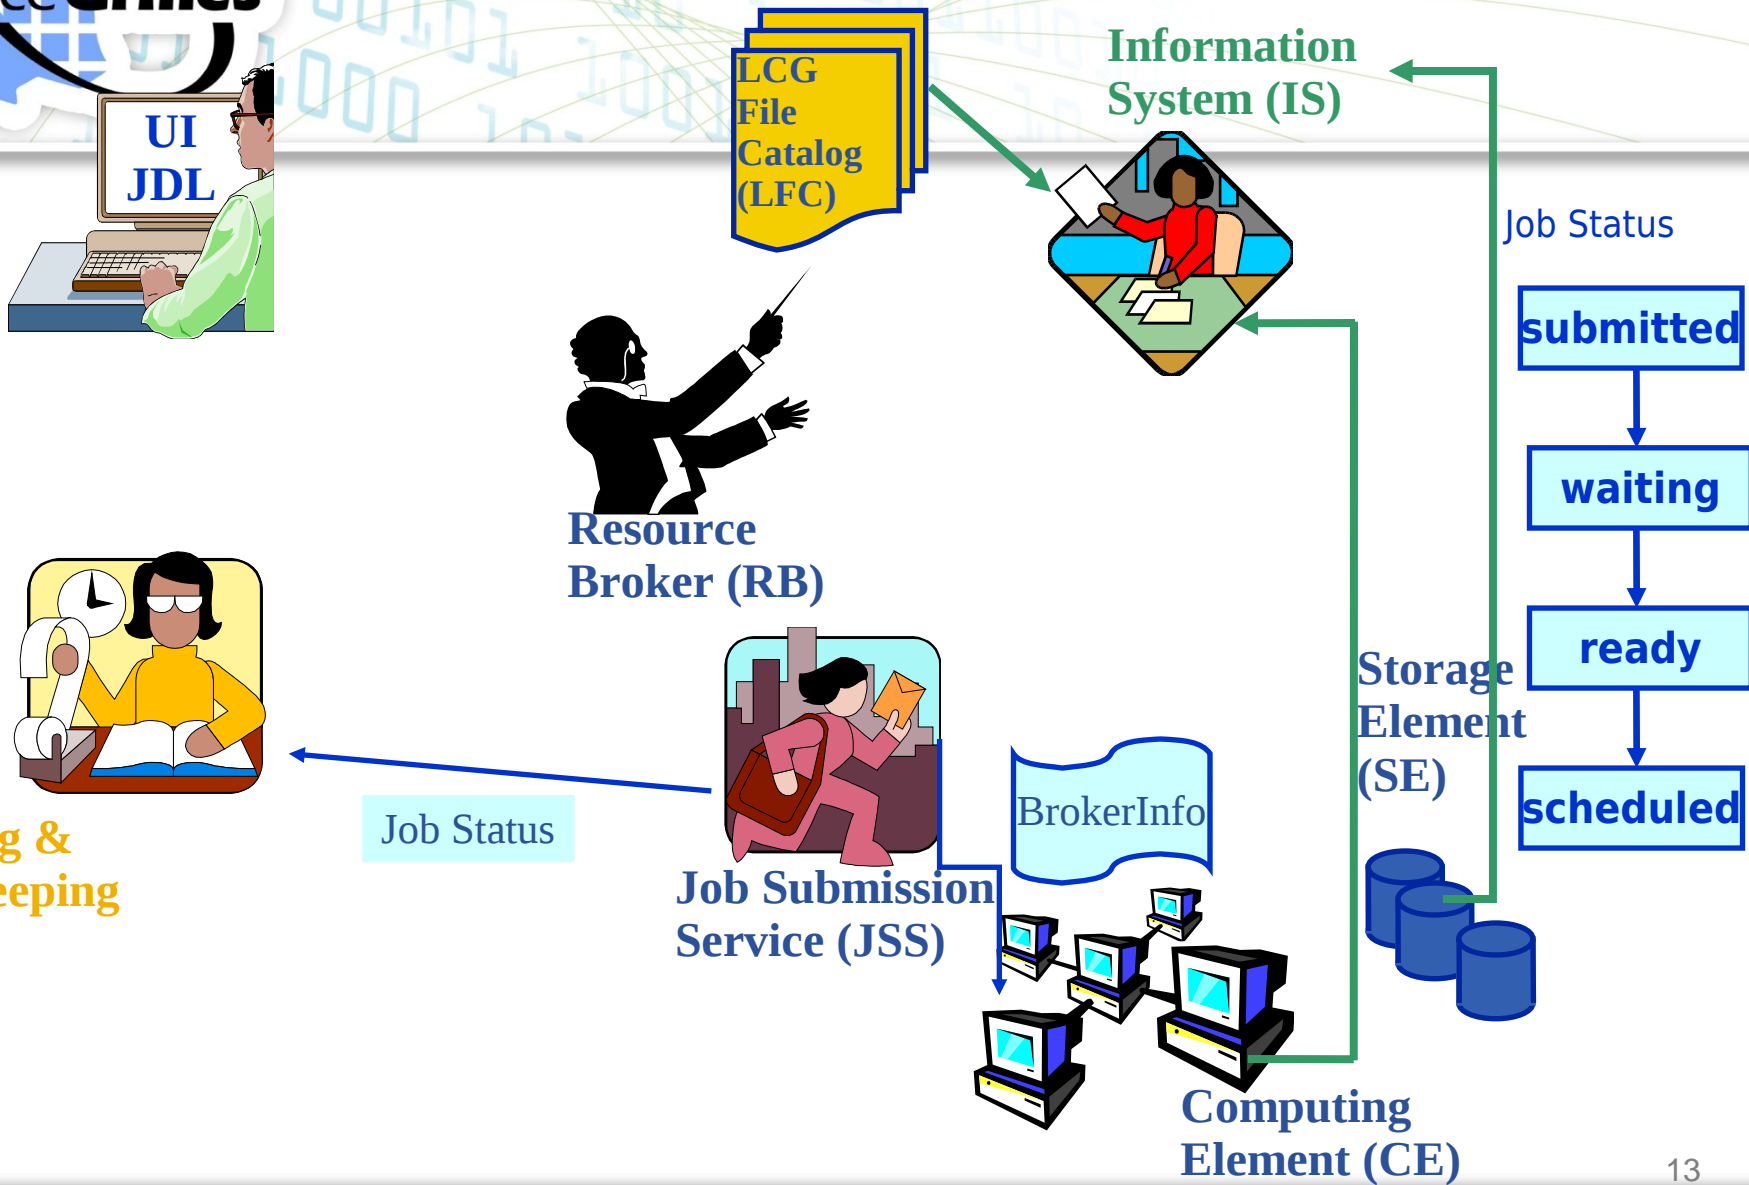 UI
JDL
LCG
File
Catalog
(LFC)
Information
System (IS)
Job Status
submitted
waiting
ready
scheduled
Resource
Broker (RB)
Storage
Element
(SE)
g &
eeping
Job Status
BrokerInfo
Job Submission
Service (JSS)
Computing
Element (CE)
13